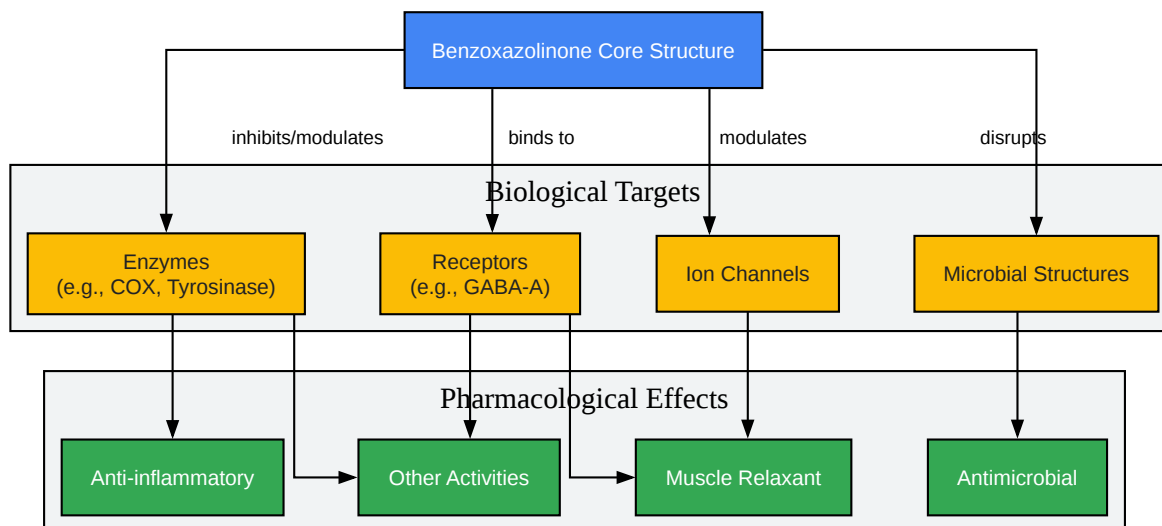 Benzoxazolinone Core Structure
inhibits/modulates
binds to
modulates
disrupts
Biological Targets
Enzymes
(e.g., COX, Tyrosinase)
Receptors
(e.g., GABA-A)
Ion Channels
Microbial Structures
Pharmacological Effects
Anti-inflammatory
Other Activities
Muscle Relaxant
Antimicrobial